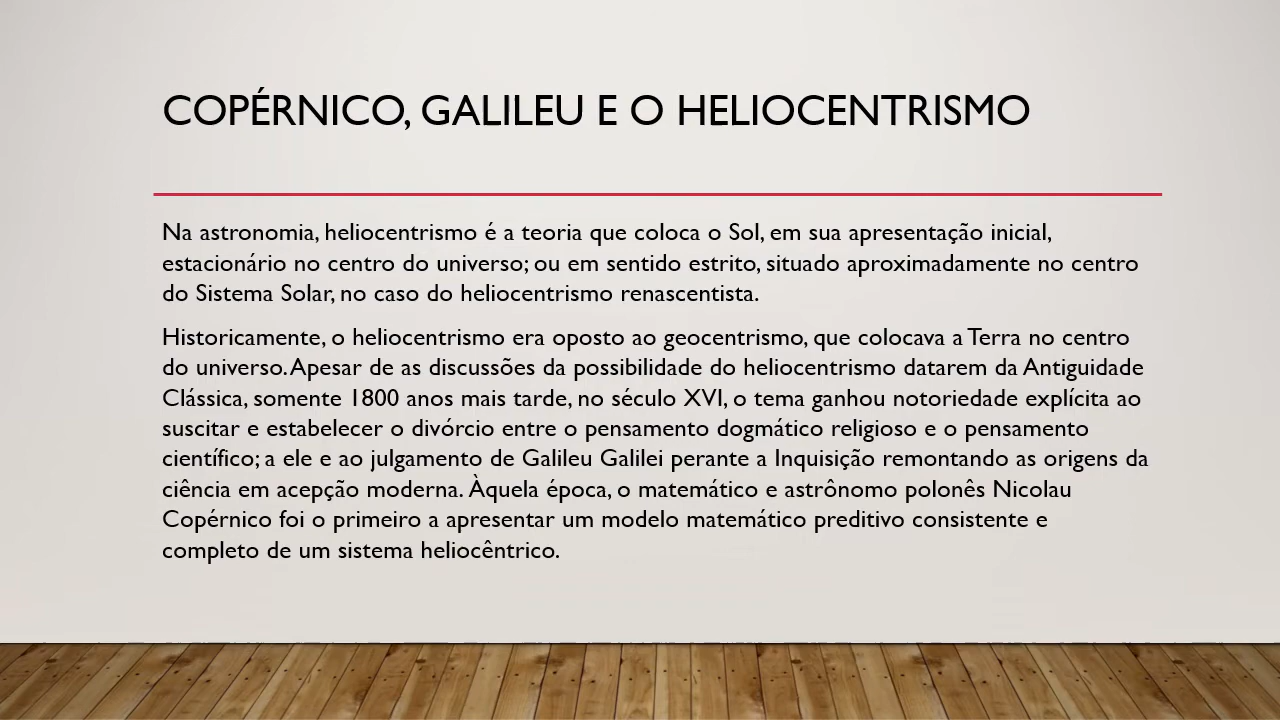 COPÉRNICO, GALILEU E O HELIOCENTRISMO
Na astronomia, heliocentrismo é a teoria que coloca o Sol, em sua apresentação inicial,
estacionário no centro do universo; ou em sentido estrito, situado aproximadamente no centro
do Sistema Solar, no caso do heliocentrismo renascentista.
Historicamente, o heliocentrismo era oposto ao geocentrismo, que colocava a Terra no centro
do universo. Apesar de as discussões da possibilidade do heliocentrismo datarem da Antiguidade
Clássica, somente 1800 anos mais tarde, no século XVI, o tema ganhou notoriedade explícita ao
suscitar e estabelecer o divórcio entre o pensamento dogmático religioso e o pensamento
científico; a ele e ao julgamento de Galileu Galilei perante a Inquisição remontando as origens da
ciência em acepção moderna. Àquela época, o matemático e astrônomo polonês Nicolau
Copérnico foi o primeiro a apresentar um modelo matemático preditivo consistente e
completo de um sistema heliocêntrico.